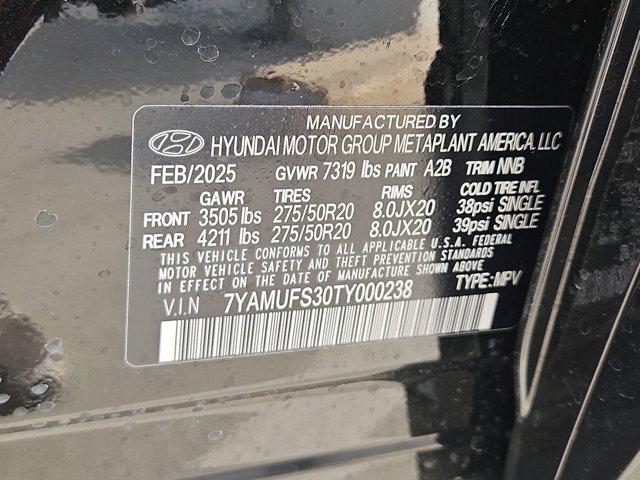 MANUFACTURED BY
HYUNDAI MOTOR GROUP METAPLANT AMERICA, LLC
FEB/2025 GVWR 7319 lbs PAINT A2B TRIM NNB
GAWR TIRES RIMS COLD TIRE INFL
FRONT 3505 lbs 275/50R20 8.0JX20 38psi SINGLE
REAR 4211 lbs 275/50R20 8.0JX20 39psi SINGLE
THIS VEHICLE CONFORMS TO ALL APPLICABLE U.S.A. FEDERAL
MOTOR VEHICLE SAFETY AND THEFT PREVENTION STANDARDS
IN EFFECT ON THE DATE OF MANUFACTURE SHOWN ABOVE.
V.I.N 7YAMUFS30TY000238 TYPE:MPV